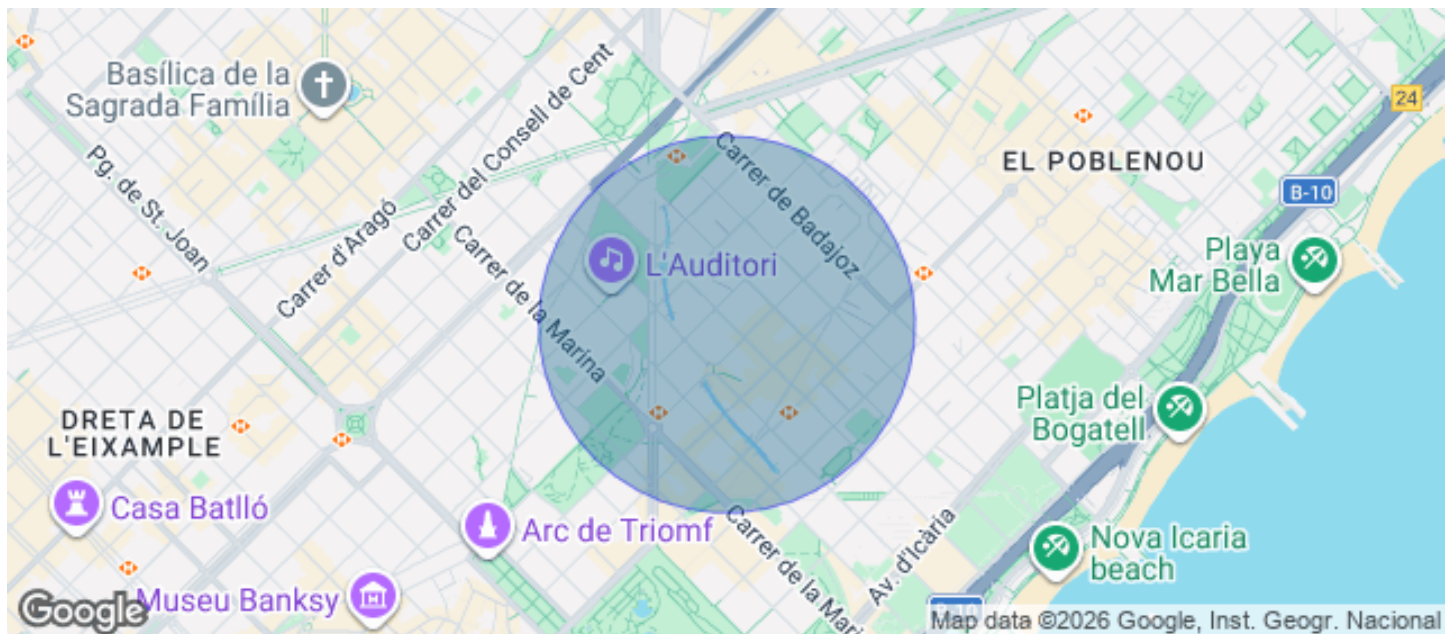 Basílica de la
Sagrada Família
Carrer del Consell de Cent
24
Carrer de Badajoz
EL POBLENOU
B-10
Pg. de St. Joan
Carrer d'Aragó
Carrer de la Marina
L'Auditori
Playa
Mar Bella
DRETA DE
L'EIXAMPLE
Platja del
Bogatell
Casa Batlló
Arc de Triomf
Carrer de la Mari
Av. d'Icària
Nova Icaria
beach
Museu Banksy
B-10
Google
Map data ©2026 Google, Inst. Geogr. Nacional